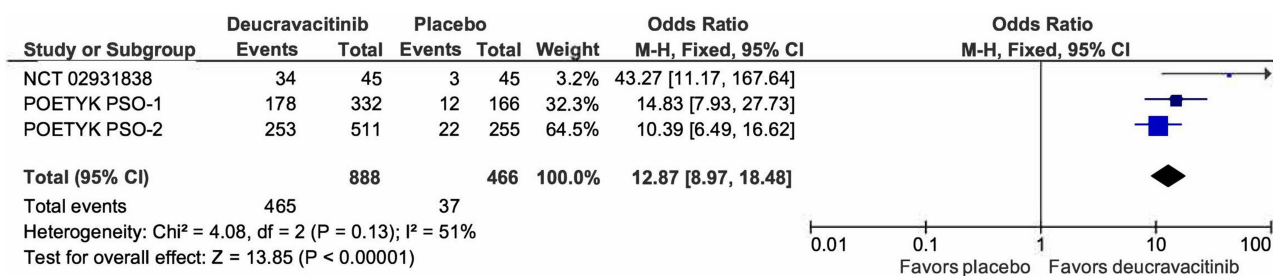 Deucravacitinib Placebo Odds Ratio Odds Ratio
Study or Subgroup Events Total Events Total Weight M-H, Fixed, 95% CI M-H, Fixed, 95% CI
NCT 02931838 34 45 3 45 3.2% 43.27 [11.17, 167.64]
POETYK PSO-1 178 332 12 166 32.3% 14.83 [7.93, 27.73]
POETYK PSO-2 253 511 22 255 64.5% 10.39 [6.49, 16.62]
Total (95% CI) 888 466 100.0% 12.87 [8.97, 18.48]
Total events 465 37
Heterogeneity: Chi² = 4.08, df = 2 (P = 0.13); I² = 51%
Test for overall effect: Z = 13.85 (P < 0.00001)
0.01 0.1 1 10 100
Favors placebo Favors deucravacitinib